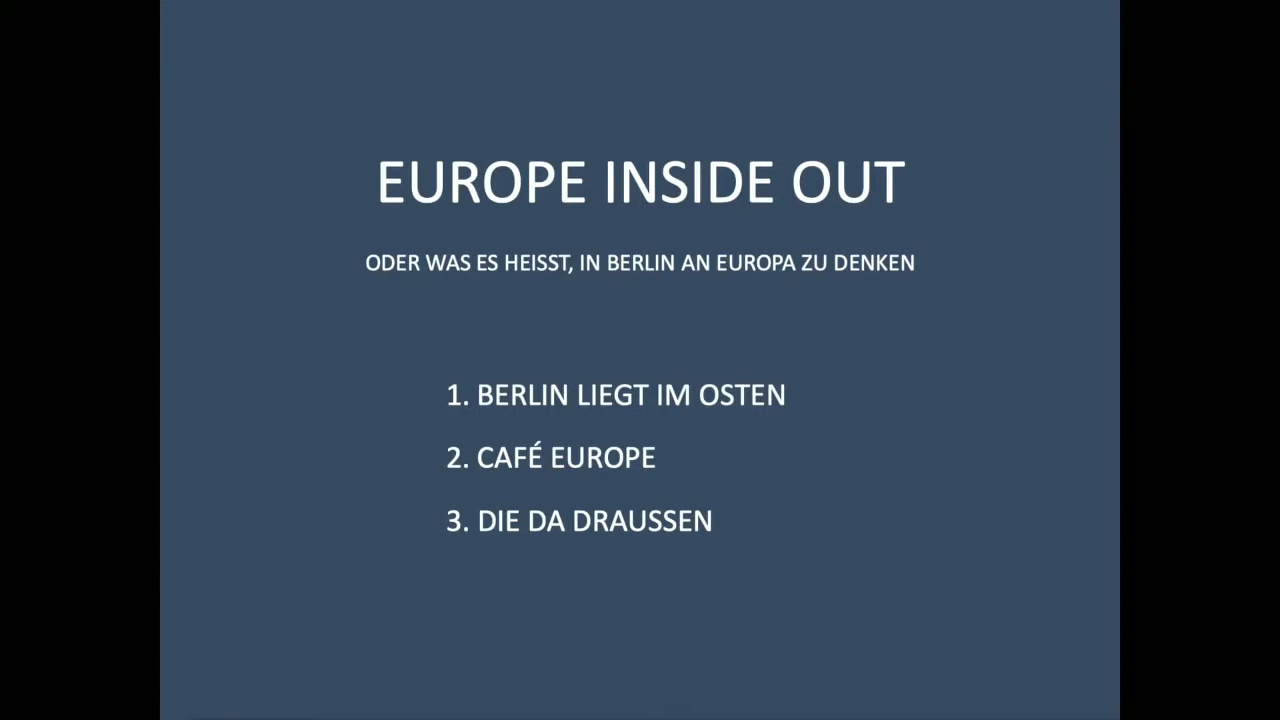 EUROPE INSIDE OUT
ODER WAS ES HEISST, IN BERLIN AN EUROPA ZU DENKEN
1. BERLIN LIEGT IM OSTEN
2. CAFÉ EUROPE
3. DIE DA DRAUSSEN